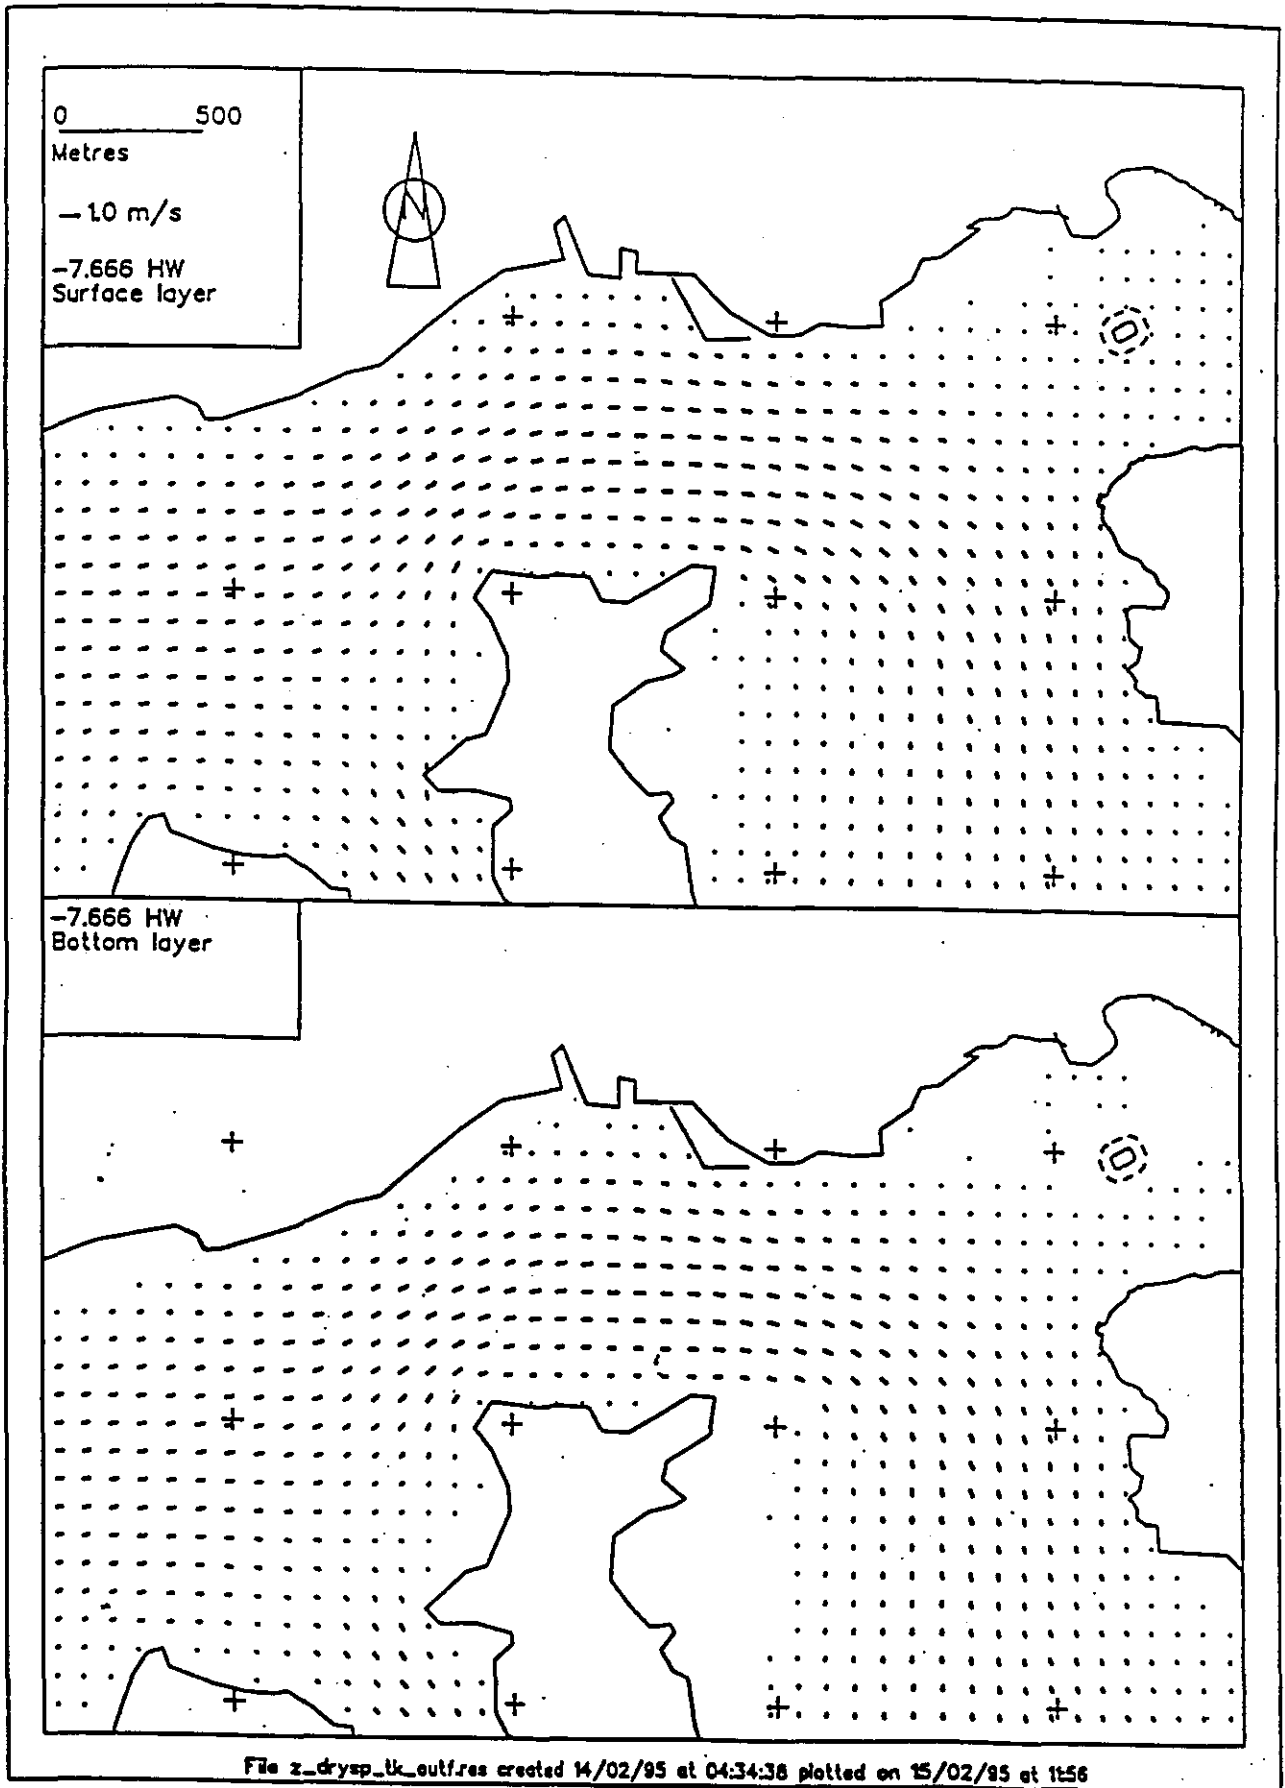 0 500
Metres
→ 1.0 m/s
-7.666 HW
Surface layer
N
-7.666 HW
Bottom layer
File z_drysp_tk_outf.res created 14/02/95 at 04:34:38 plotted on 15/02/95 at 11:56